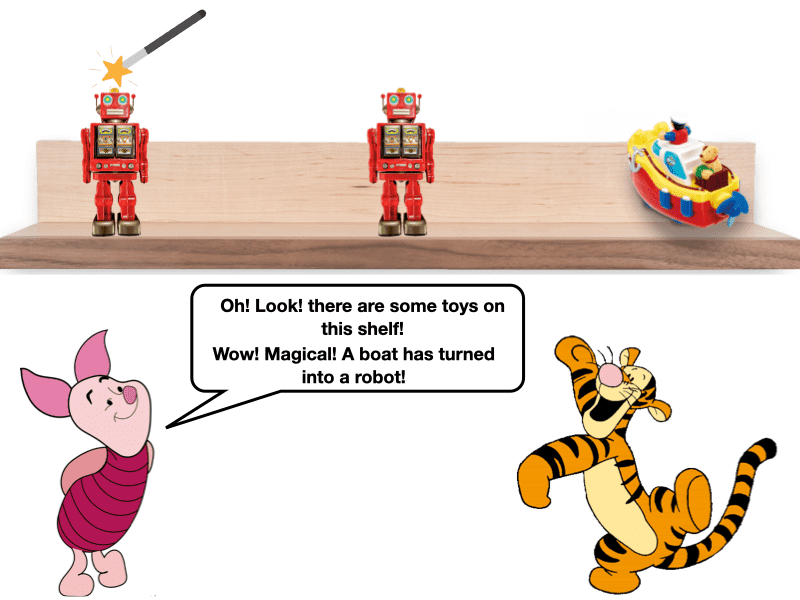 Oh! Look! there are some toys on
this shelf!
Wow! Magical! A boat has turned
into a robot!